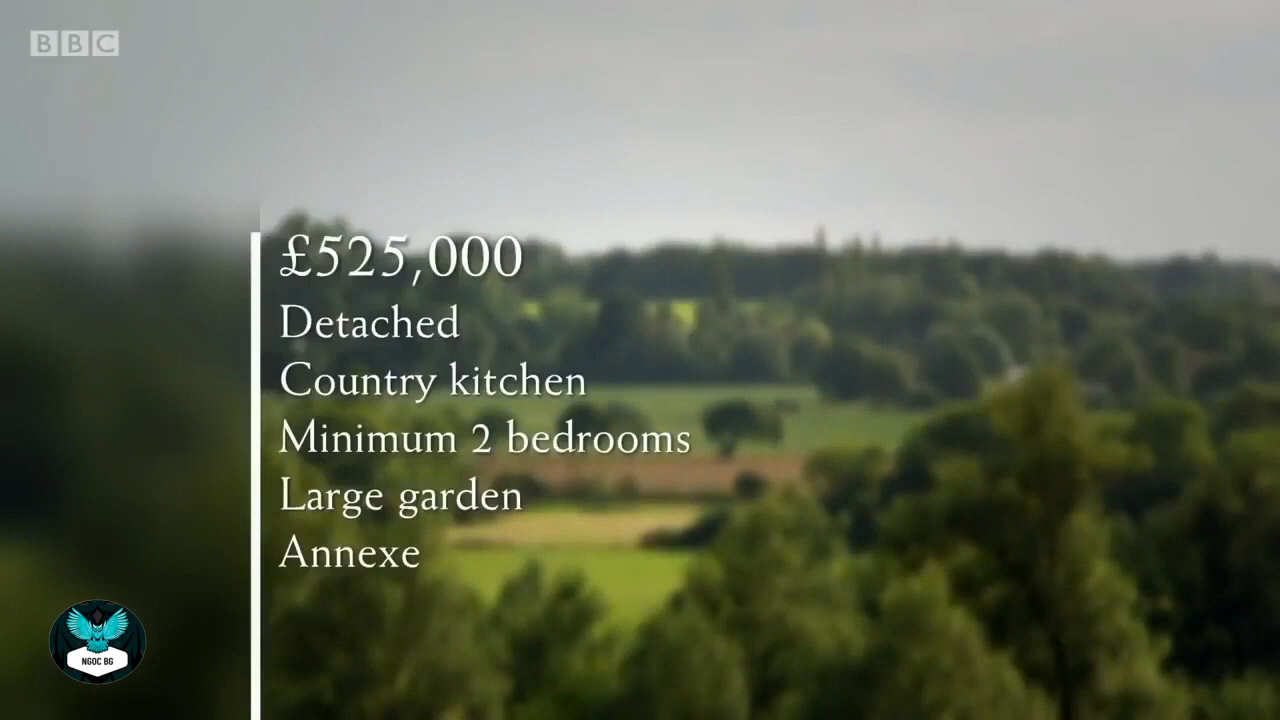 BBC
£525,000
Detached
Country kitchen
Minimum 2 bedrooms
Large garden
Annexe
NGOC BG